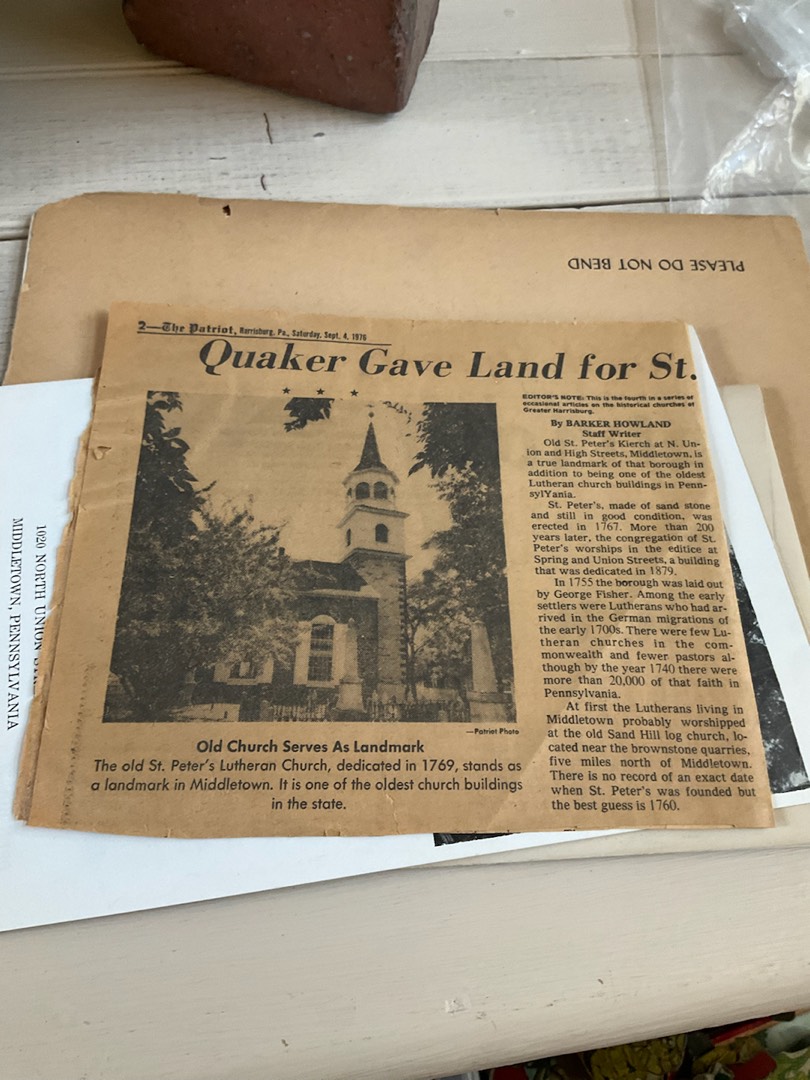 PLEASE DO NOT BEND
2—The Patriot, Harrisburg, Pa., Saturday, Sept. 4, 1976
Quaker Gave Land for St.
★ ★ ★
—Patriot Photo
Old Church Serves As Landmark
The old St. Peter's Lutheran Church, dedicated in 1769, stands as
a landmark in Middletown. It is one of the oldest church buildings
in the state.
EDITOR'S NOTE: This is the fourth in a series of
occasional articles on the historical churches of
Greater Harrisburg.
By BARKER HOWLAND
Staff Writer
Old St. Peter's Kierch at N. Un-
ion and High Streets, Middletown, is
a true landmark of that borough in
addition to being one of the oldest
Lutheran church buildings in Penn-
sylYania.
St. Peter's, made of sand stone
and still in good condition, was
erected in 1767. More than 200
years later, the congregation of St.
Peter's worships in the editice at
Spring and Union Streets, a building
that was dedicated in 1879.
In 1755 the borough was laid out
by George Fisher. Among the early
settlers were Lutherans who had ar-
rived in the German migrations of
the early 1700s. There were few Lu-
theran churches in the com-
monwealth and fewer pastors al-
though by the year 1740 there were
more than 20,000 of that faith in
Pennsylvania.
At first the Lutherans living in
Middletown probably worshipped
at the old Sand Hill log church, lo-
cated near the brownstone quarries,
five miles north of Middletown.
There is no record of an exact date
when St. Peter's was founded but
the best guess is 1760.
1020 NORTH UNION
MIDDLETOWN, PENNSYLVANIA